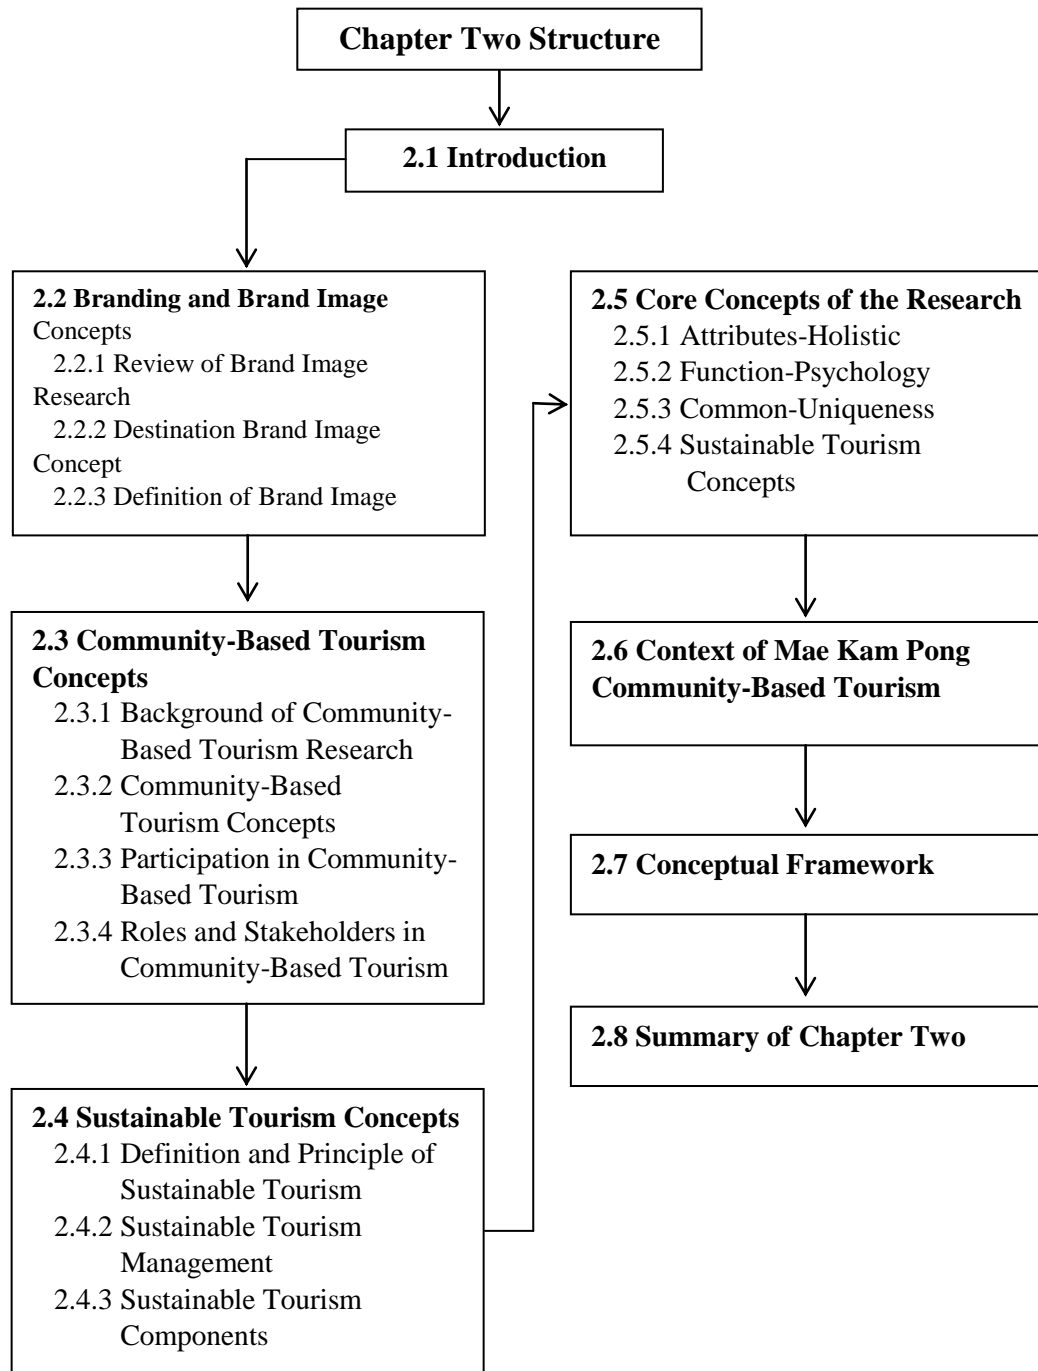 Chapter Two Structure
2.1 Introduction
2.2 Branding and Brand Image
Concepts
2.2.1 Review of Brand Image
Research
2.2.2 Destination Brand Image
Concept
2.2.3 Definition of Brand Image
2.3 Community-Based Tourism
Concepts
2.3.1 Background of Community-
Based Tourism Research
2.3.2 Community-Based
Tourism Concepts
2.3.3 Participation in Community-
Based Tourism
2.3.4 Roles and Stakeholders in
Community-Based Tourism
2.4 Sustainable Tourism Concepts
2.4.1 Definition and Principle of
Sustainable Tourism
2.4.2 Sustainable Tourism
Management
2.4.3 Sustainable Tourism
Components
2.5 Core Concepts of the Research
2.5.1 Attributes-Holistic
2.5.2 Function-Psychology
2.5.3 Common-Uniqueness
2.5.4 Sustainable Tourism
Concepts
2.6 Context of Mae Kam Pong
Community-Based Tourism
2.7 Conceptual Framework
2.8 Summary of Chapter Two